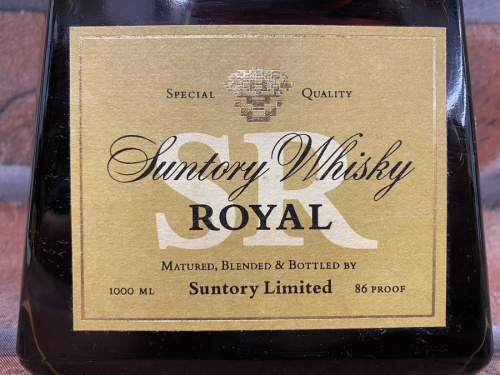 SPECIAL QUALITY
SR
Suntory Whisky
ROYAL
MATURED, BLENDED & BOTTLED BY
1000 ML Suntory Limited 86 PROOF